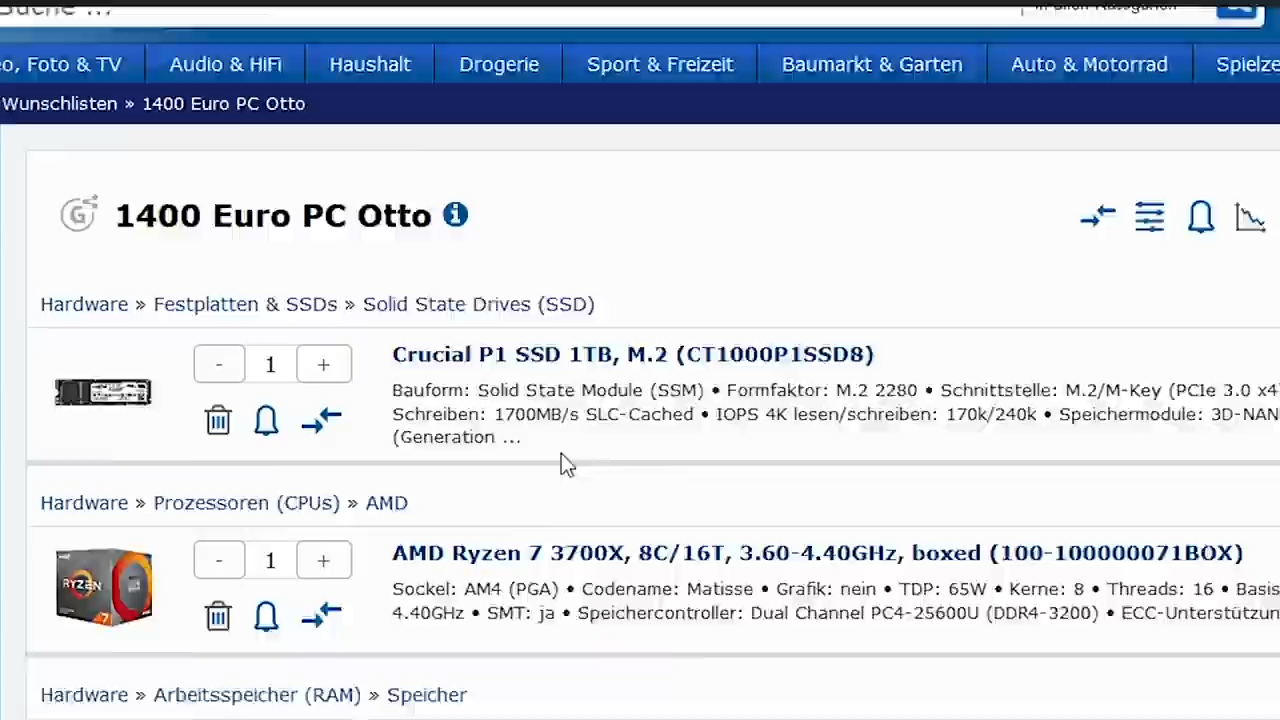 Suche ...
o, Foto & TV Audio & HiFi Haushalt Drogerie Sport & Freizeit Baumarkt & Garten Auto & Motorrad Spielze
Wunschlisten » 1400 Euro PC Otto
1400 Euro PC Otto
Hardware » Festplatten & SSDs » Solid State Drives (SSD)
- 1 +
Crucial P1 SSD 1TB, M.2 (CT1000P1SSD8)
Bauform: Solid State Module (SSM) • Formfaktor: M.2 2280 • Schnittstelle: M.2/M-Key (PCIe 3.0 x4
Schreiben: 1700MB/s SLC-Cached • IOPS 4K lesen/schreiben: 170k/240k • Speichermodule: 3D-NAN
(Generation ...
Hardware » Prozessoren (CPUs) » AMD
RYZEN
- 1 +
AMD Ryzen 7 3700X, 8C/16T, 3.60-4.40GHz, boxed (100-100000071BOX)
Sockel: AM4 (PGA) • Codename: Matisse • Grafik: nein • TDP: 65W • Kerne: 8 • Threads: 16 • Basis
4.40GHz • SMT: ja • Speichercontroller: Dual Channel PC4-25600U (DDR4-3200) • ECC-Unterstützun
Hardware » Arbeitsspeicher (RAM) » Speicher